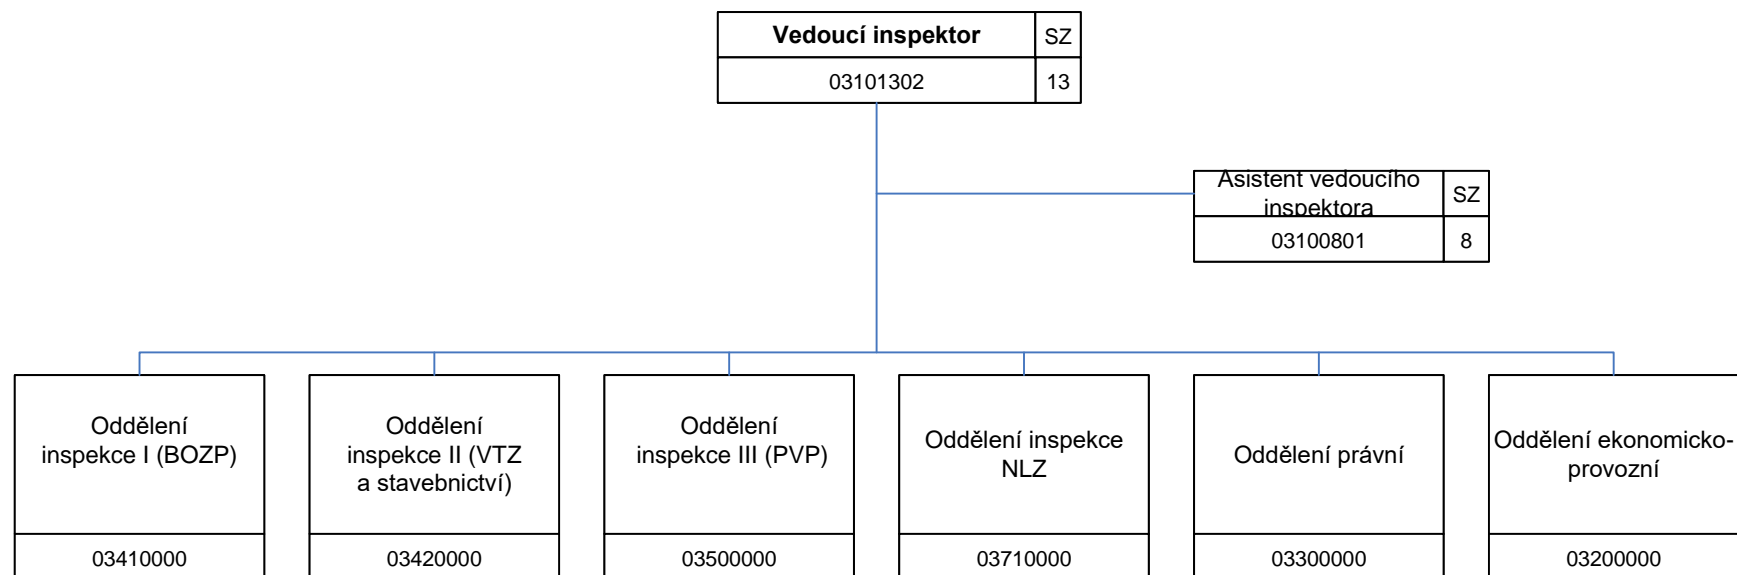 Vedoucí inspektor SZ
03101302 13
Asistent vedoucího
inspektora SZ
03100801 8
Oddělení
inspekce I (BOZP)
03410000
Oddělení
inspekce II (VTZ
a stavebnictví)
03420000
Oddělení
inspekce III (PVP)
03500000
Oddělení inspekce
NLZ
03710000
Oddělení právní
03300000
Oddělení ekonomicko-
provozní
03200000